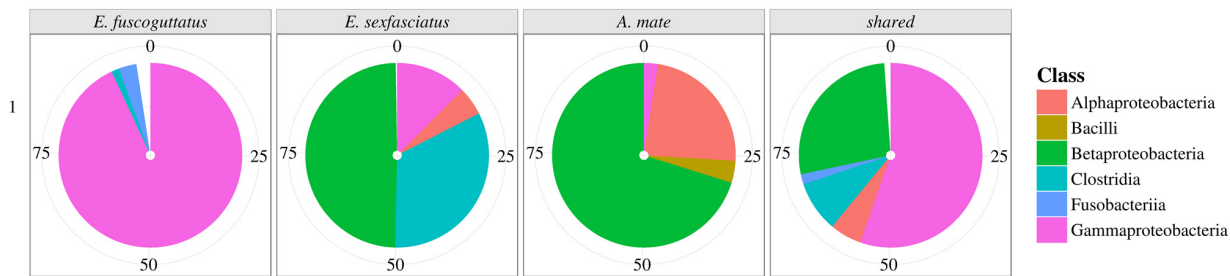 E. fuscoguttatus
E. sexfasciatus
A. mate
shared
1
0
25
50
75
0
25
50
75
0
25
50
75
0
25
50
75
Class
Alphaproteobacteria
Bacilli
Betaproteobacteria
Clostridia
Fusobacteriia
Gammaproteobacteria